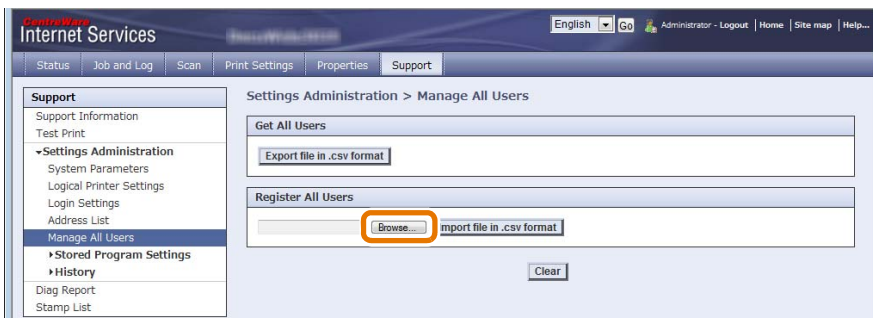 CentreWare
Internet Services
English Go Administrator - Logout | Home | Site map | Help...
Status Job and Log Scan Print Settings Properties Support
Support
Support Information
Test Print
Settings Administration
System Parameters
Logical Printer Settings
Login Settings
Address List
Manage All Users
Stored Program Settings
History
Diag Report
Stamp List
Settings Administration > Manage All Users
Get All Users
Export file in .csv format
Register All Users
Browse... mport file in .csv format
Clear